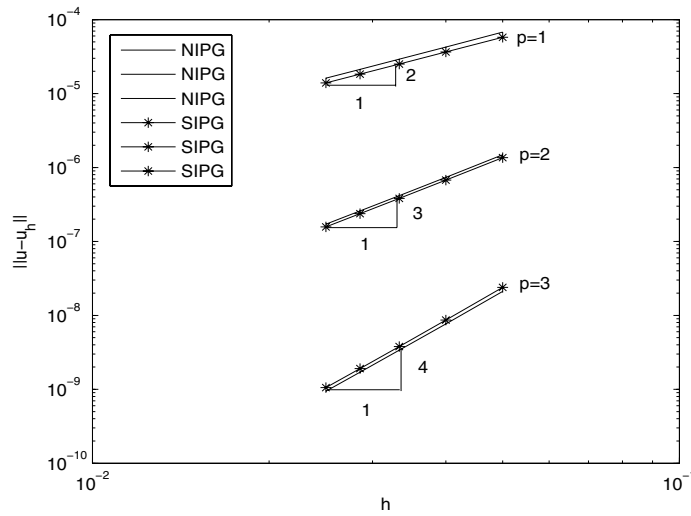 10^-4
10^-5
10^-6
10^-7
10^-8
10^-9
10^-10
||u−u_h||
NIPG
NIPG
NIPG
SIPG
SIPG
SIPG
p=1
2
1
p=2
3
1
p=3
4
1
10^-2
h